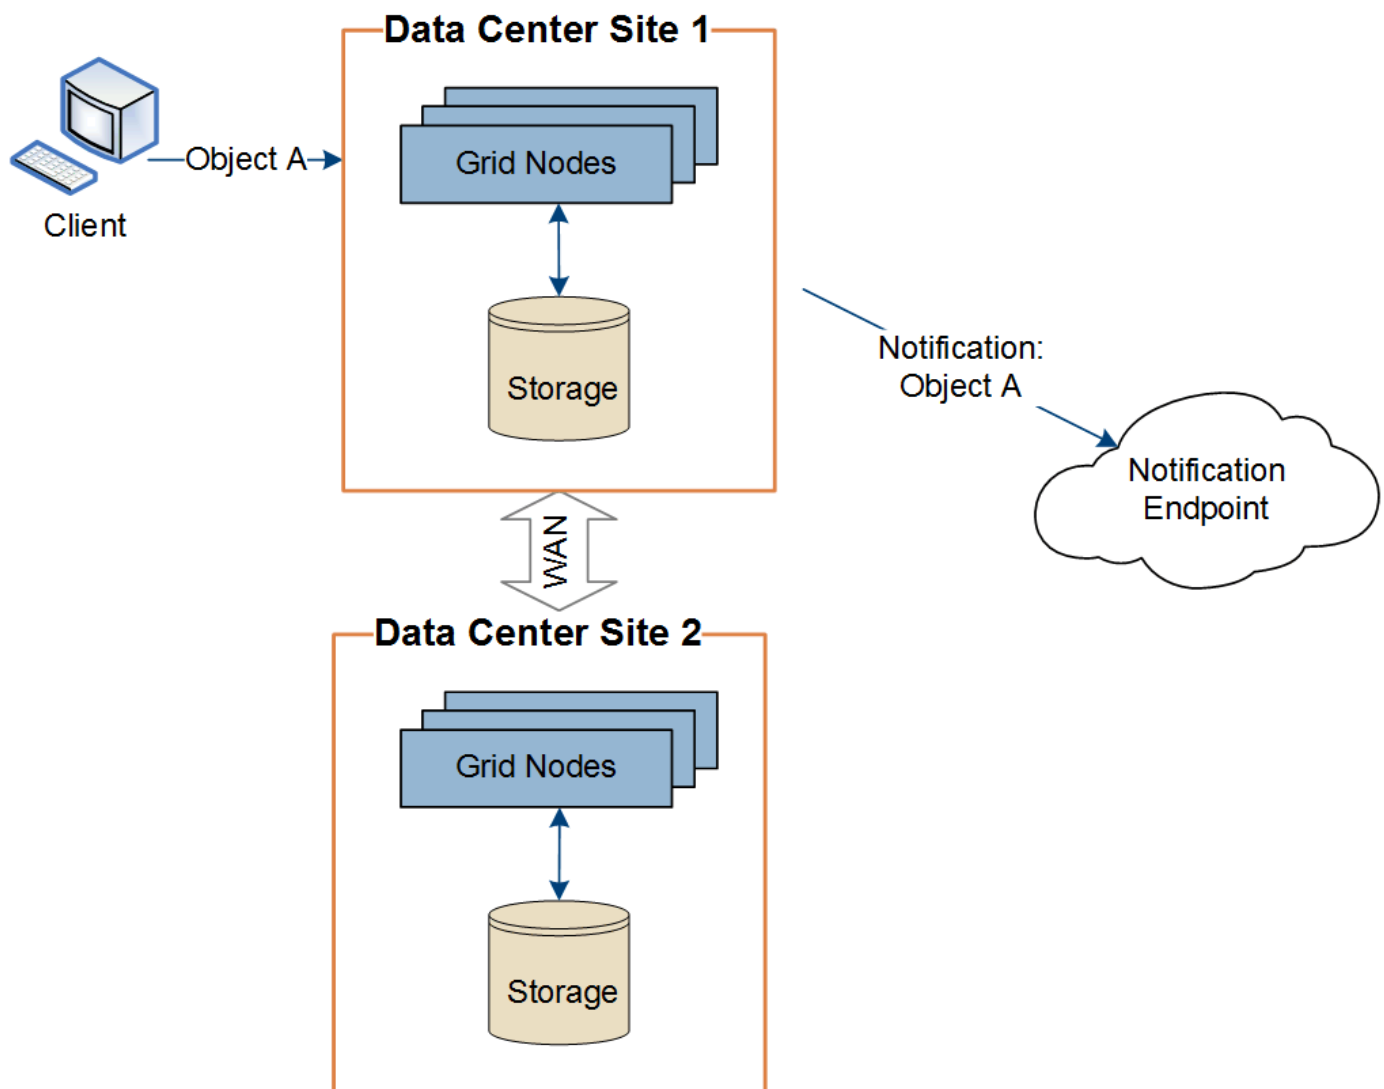 Data Center Site 1
Grid Nodes
Object A
Client
Storage
Notification:
Object A
Notification
Endpoint
WAN
Data Center Site 2
Grid Nodes
Storage